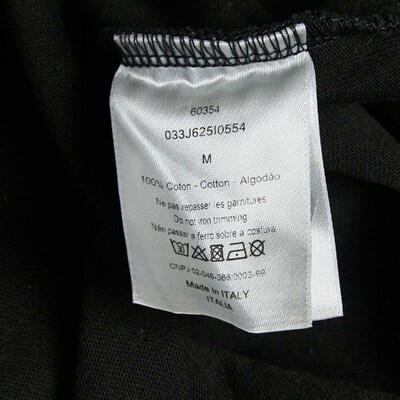 60354
033J625I0554
M
100% Coton - Cotton - Algodão
Ne pas repasser les garnitures
Do not iron trimming
Não passar a ferro sobre a costura
CNPJ 02-046-366/0003-99
Made in ITALY
ITALIA